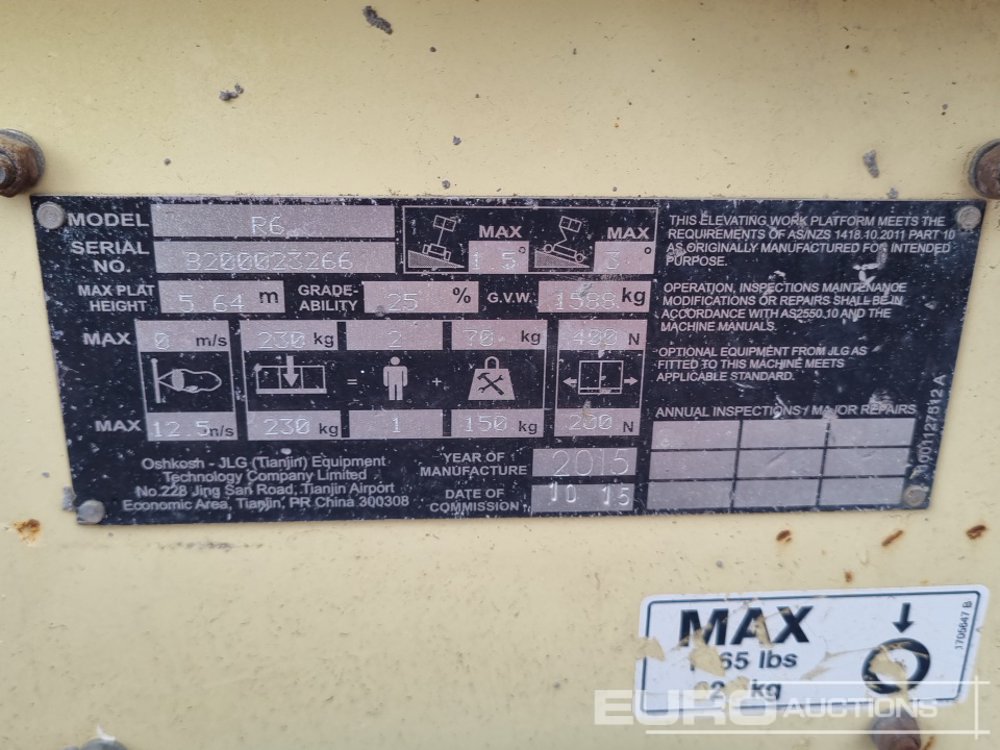 MODEL R6
SERIAL NO. B200023266
MAX 1.5°
MAX 3°
MAX PLAT HEIGHT 5.64 m
GRADE-ABILITY 25 %
G.V.W. 1588 kg
MAX 0 m/s 230 kg 2 70 kg 400 N
= +
MAX 12.5 m/s 230 kg 1 150 kg 200 N
Oshkosh - JLG (Tianjin) Equipment
Technology Company Limited
No.228 Jing San Road, Tianjin Airport
Economic Area, Tianjin, PR China 300308
YEAR OF MANUFACTURE 2015
DATE OF COMMISSION 10 15
THIS ELEVATING WORK PLATFORM MEETS THE
REQUIREMENTS OF AS/NZS 1418.10.2011 PART 10
AS ORIGINALLY MANUFACTURED FOR INTENDED
PURPOSE.
OPERATION, INSPECTIONS MAINTENANCE
MODIFICATIONS OR REPAIRS SHALL BE IN
ACCORDANCE WITH AS2550.10 AND THE
MACHINE MANUALS.
OPTIONAL EQUIPMENT FROM JLG AS
FITTED TO THIS MACHINE MEETS
APPLICABLE STANDARD.
ANNUAL INSPECTIONS / MAJOR REPAIRS
1001127512 A
MAX
65 lbs
kg
1705647 B
EURO AUCTIONS